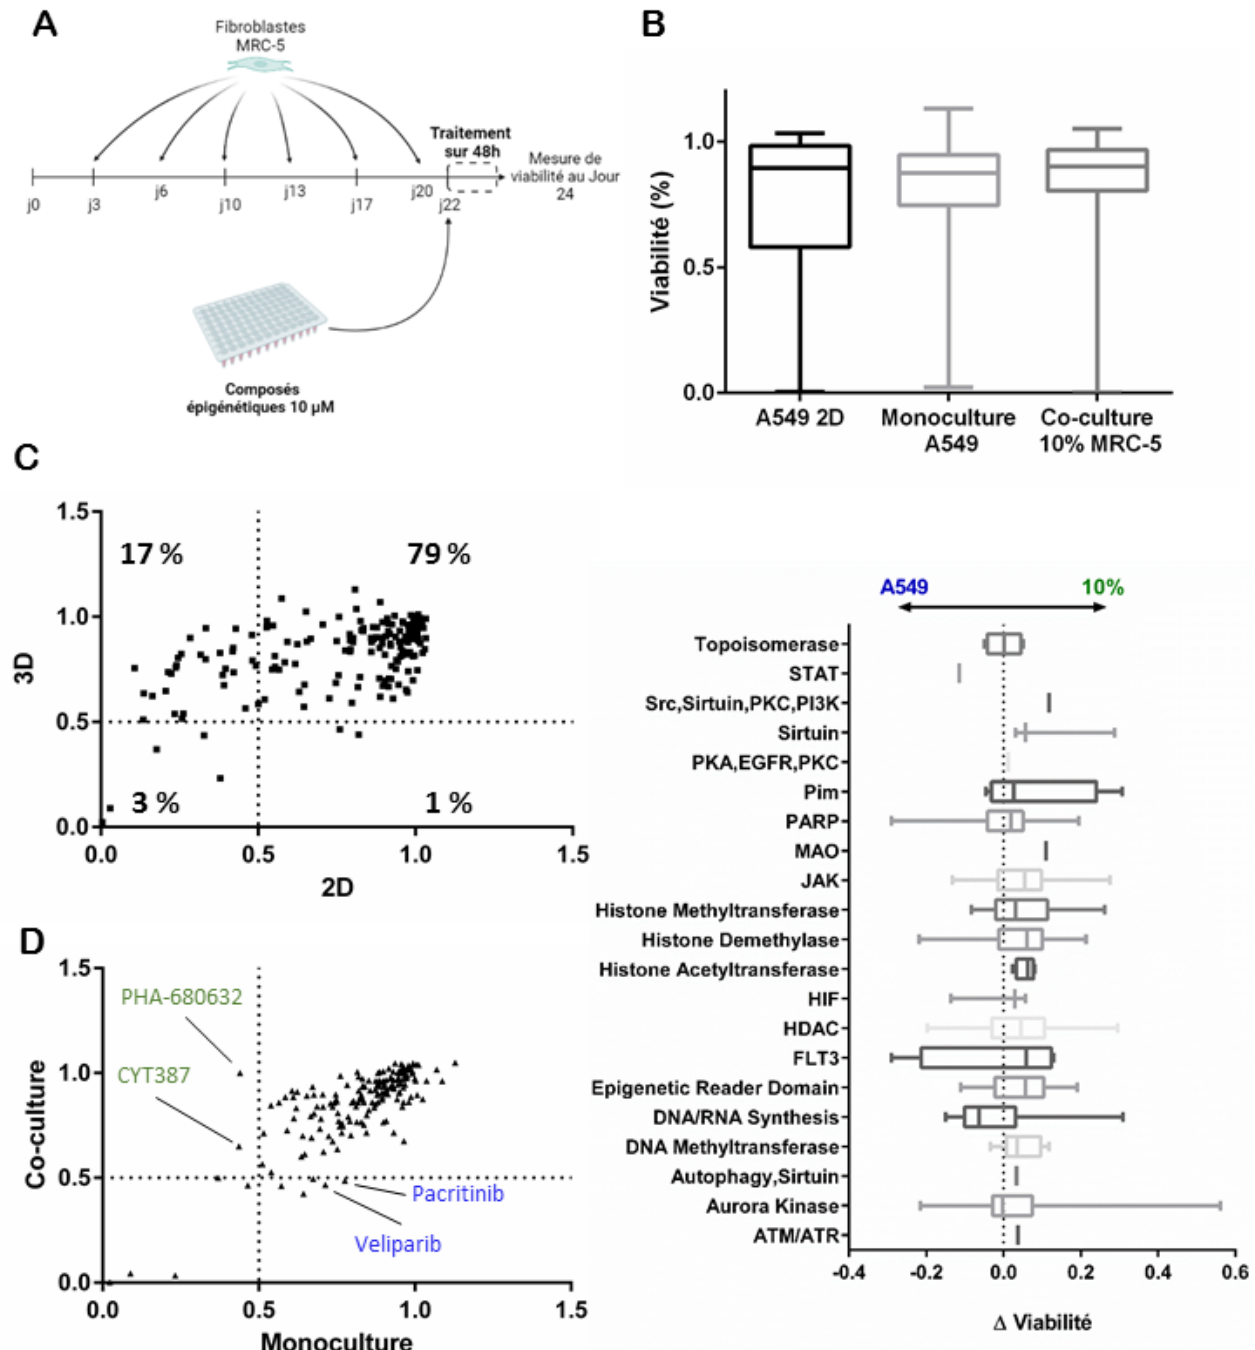 A
Fibroblastes
MRC-5
Traitement
sur 48h
Mesure de
viabilité au Jour
24
j0
j3
j6
j10
j13
j17
j20
j22
Composés
épigénétiques 10 µM
B
Viabilité (%)
1.0
0.5
0.0
A549 2D
Monoculture
A549
Co-culture
10% MRC-5
C
3D
1.5
1.0
0.5
0.0
17 %
79 %
3 %
1 %
0.0
0.5
1.0
1.5
2D
D
Co-culture
1.5
1.0
0.5
0.0
PHA-680632
CYT387
Pacritinib
Veliparib
0.0
0.5
1.0
1.5
Monoculture
A549
10%
Topoisomerase
STAT
Src,Sirtuin,PKC,PI3K
Sirtuin
PKA,EGFR,PKC
Pim
PARP
MAO
JAK
Histone Methyltransferase
Histone Demethylase
Histone Acetyltransferase
HIF
HDAC
FLT3
Epigenetic Reader Domain
DNA/RNA Synthesis
DNA Methyltransferase
Autophagy,Sirtuin
Aurora Kinase
ATM/ATR
-0.4
-0.2
0.0
0.2
0.4
0.6
Δ Viabilité